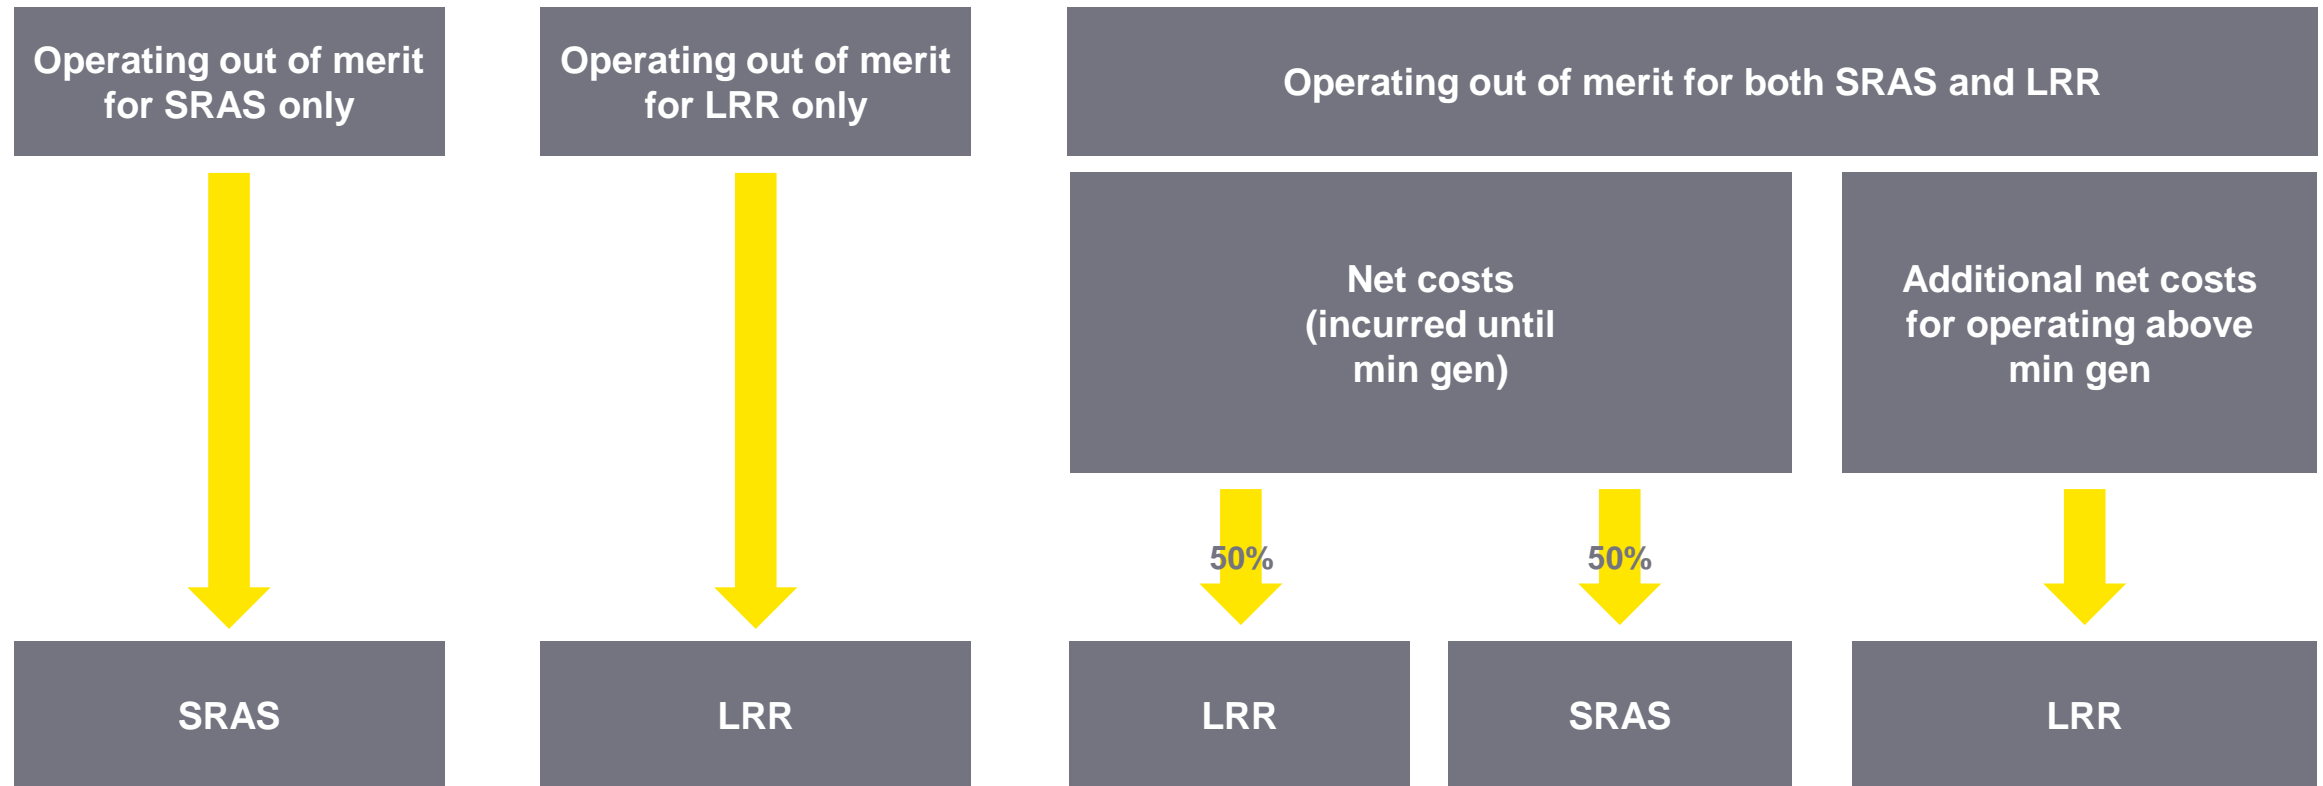 Operating out of merit
for SRAS only
Operating out of merit
for LRR only
Operating out of merit for both SRAS and LRR
Net costs
(incurred until
min gen)
Additional net costs
for operating above
min gen
50%
50%
SRAS
LRR
LRR
SRAS
LRR